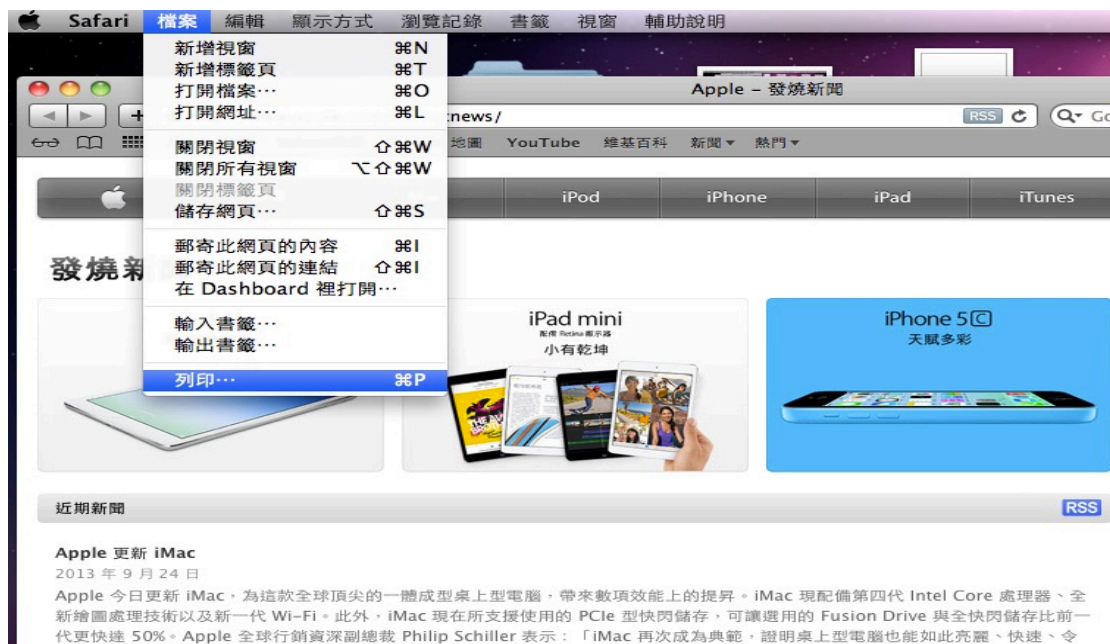 Safari 檔案 編輯 顯示方式 瀏覽記錄 書籤 視窗 輔助說明
新增視窗 ⌘N
新增標籤頁 ⌘T
打開檔案… ⌘O
打開網址… ⌘L
關閉視窗 ⇧⌘W
關閉所有視窗 ⌥⇧⌘W
關閉標籤頁
儲存網頁… ⇧⌘S
郵寄此網頁的內容 ⌘I
郵寄此網頁的連結 ⇧⌘I
在 Dashboard 裡打開…
輸入書籤…
輸出書籤…
列印… ⌘P
Apple – 發燒新聞
tnews/ RSS Go
地圖 YouTube 維基百科 新聞 熱門
iPod iPhone iPad iTunes
發燒新
iPad mini
配備 Retina 顯示器
小有乾坤
iPhone 5C
天賦多彩
近期新聞 RSS
Apple 更新 iMac
2013 年 9 月 24 日
Apple 今日更新 iMac，為這款全球頂尖的一體成型桌上型電腦，帶來數項效能上的提昇。iMac 現配備第四代 Intel Core 處理器、全
新繪圖處理技術以及新一代 Wi-Fi。此外，iMac 現在所支援使用的 PCIe 型快閃儲存，可讓選用的 Fusion Drive 與全快閃儲存比前一
代更快達 50%。Apple 全球行銷資深副總裁 Philip Schiller 表示：「iMac 再次成為典範，證明桌上型電腦也能如此亮麗、快速、令